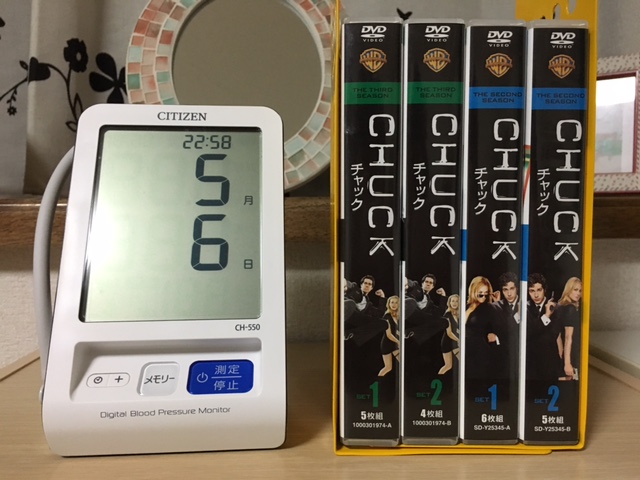 CITIZEN
22:58
5月
6日
CH-550
メモリー
測定
停止
Digital Blood Pressure Monitor
DVD
VIDEO
WB
THE THIRD
SEASON
CHUCK
チャック
SET 1
5枚組
1000301974-A
DVD
VIDEO
WB
THE THIRD
SEASON
CHUCK
チャック
SET 2
4枚組
1000301974-B
DVD
VIDEO
WB
THE SECOND
SEASON
CHUCK
チャック
SET 1
6枚組
SD-Y25345-A
DVD
VIDEO
WB
THE SECOND
SEASON
CHUCK
チャック
SET 2
5枚組
SD-Y25345-B